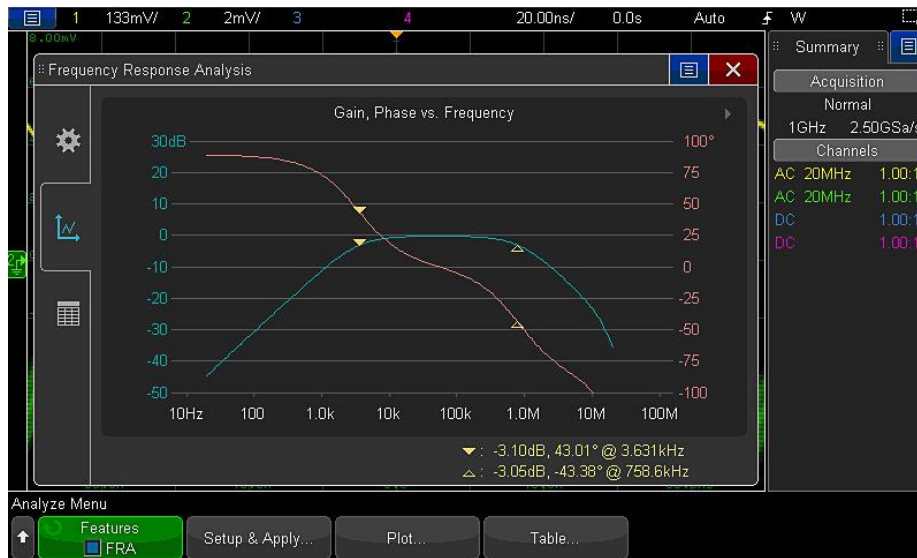 1 133mV/ 2 2mV/ 3 4 20.00ns/ 0.0s Auto W
8.00mV
Frequency Response Analysis
Summary
Acquisition
Normal
1GHz 2.50GSa/s
Channels
AC 20MHz 1.00:1
AC 20MHz 1.00:1
DC 1.00:1
DC 1.00:1
Gain, Phase vs. Frequency
30dB 100°
20 75
10 50
0 25
-10 0
-20 -25
-30 -50
-40 -75
-50 -100
10Hz 100 1.0k 10k 100k 1.0M 10M 100M
: -3.10dB, 43.01° @ 3.631kHz
: -3.05dB, -43.38° @ 758.6kHz
Analyze Menu
Features
FRA
Setup & Apply...
Plot...
Table...